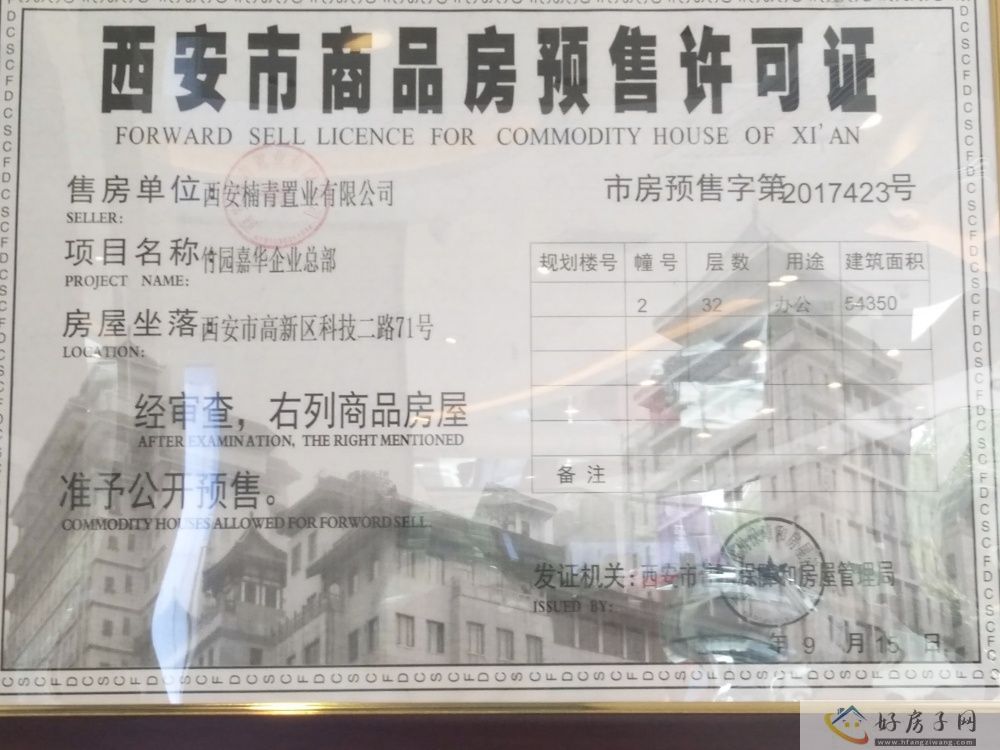 西安市商品房预售许可证
FORWARD SELL LICENCE FOR COMMODITY HOUSE OF XI'AN
售房单位 西安楠青置业有限公司
SELLER:
市房预售字第2017423号
项目名称 竹园嘉华企业总部
PROJECT NAME:
房屋坐落 西安市高新区科技二路71号
LOCATION:
规划楼号 幢号 层数 用途 建筑面积
2 32 办公 54350
备注
经审查，右列商品房屋
AFTER EXAMINATION, THE RIGHT MENTIONED
准予公开预售。
COMMODITY HOUSES ALLOWED FOR FORWORD SELL.
发证机关：西安市 保障和房屋管理局
ISSUED BY:
年 9 月 15 日
好房子网
www.hfangziwang.com